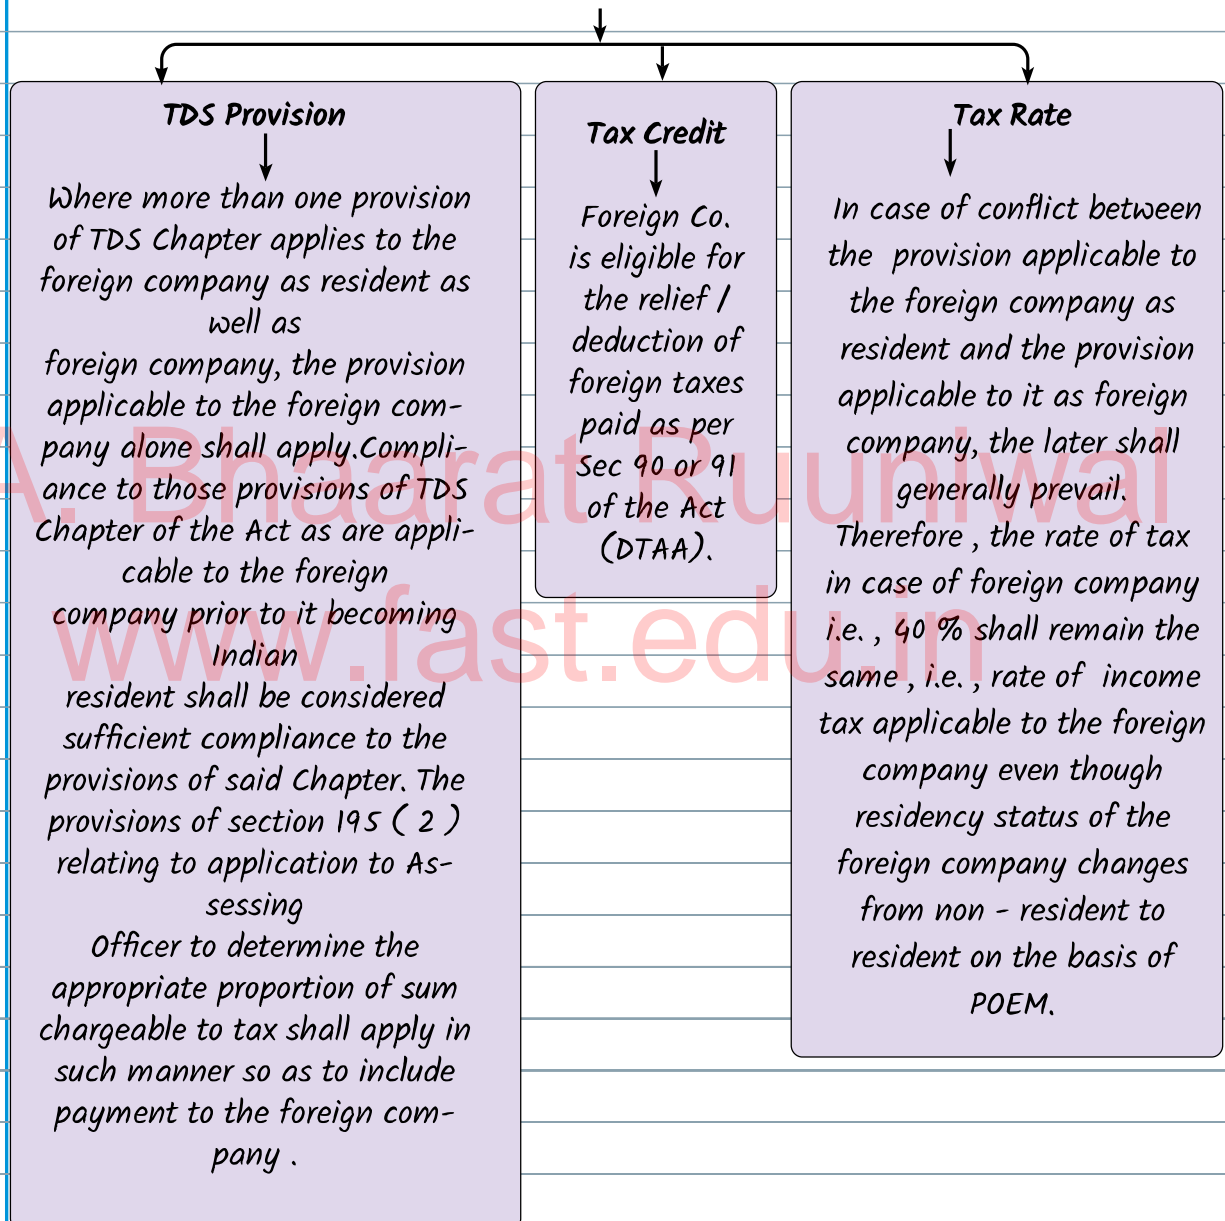 TDS Provision
Where more than one provision
of TDS Chapter applies to the
foreign company as resident as
well as
foreign company, the provision
applicable to the foreign com-
pany alone shall apply.Compli-
ance to those provisions of TDS
Chapter of the Act as are appli-
cable to the foreign
company prior to it becoming
Indian
resident shall be considered
sufficient compliance to the
provisions of said Chapter. The
provisions of section 195 ( 2 )
relating to application to As-
sessing
Officer to determine the
appropriate proportion of sum
chargeable to tax shall apply in
such manner so as to include
payment to the foreign com-
pany .
Tax Credit
Foreign Co.
is eligible for
the relief /
deduction of
foreign taxes
paid as per
Sec 90 or 91
of the Act
(DTAA).
Tax Rate
In case of conflict between
the provision applicable to
the foreign company as
resident and the provision
applicable to it as foreign
company, the later shall
generally prevail.
Therefore , the rate of tax
in case of foreign company
i.e. , 40 % shall remain the
same , i.e. , rate of income
tax applicable to the foreign
company even though
residency status of the
foreign company changes
from non - resident to
resident on the basis of
POEM.
A. Bhaarat Ruuniwal
www.fast.edu.in